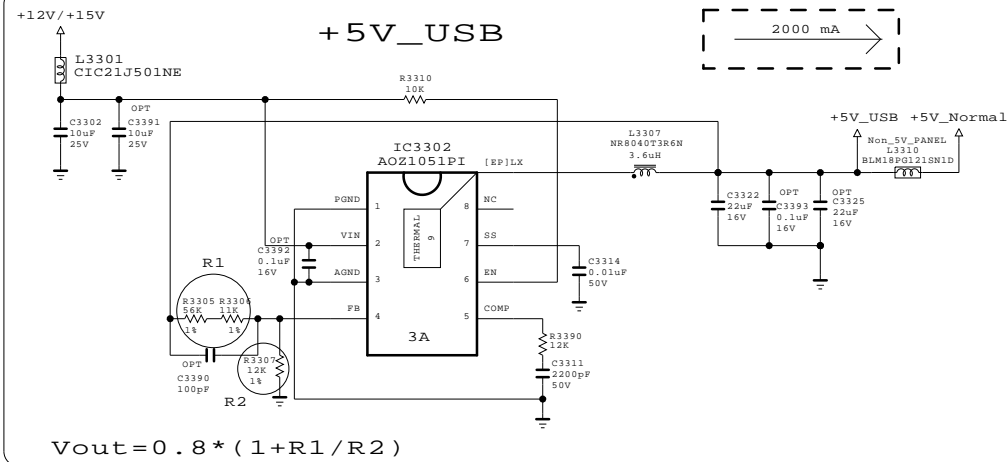 +12V/+15V
+5V_USB
2000 mA
L3301
CIC21J501NE
R3310
10K
OPT
C3302
10uF
25V
C3391
10uF
25V
+5V_USB
+5V_Normal
Non_5V_PANEL
L3310
BLM18PG121SN1D
IC3302
AOZ1051PI
[EP]LX
L3307
NR8040T3R6N
3.6uH
PGND
1
8
NC
VIN
2
7
SS
AGND
3
6
EN
FB
4
5
COMP
THERMAL
9
3A
OPT
C3392
0.1uF
16V
C3322
22uF
16V
OPT
C3393
0.1uF
16V
OPT
C3325
22uF
16V
C3314
0.01uF
50V
R1
R3305
56K
1%
R3306
11K
1%
OPT
C3390
100pF
R3307
12K
1%
R2
R3390
12K
C3311
2200pF
50V
Vout=0.8*(1+R1/R2)